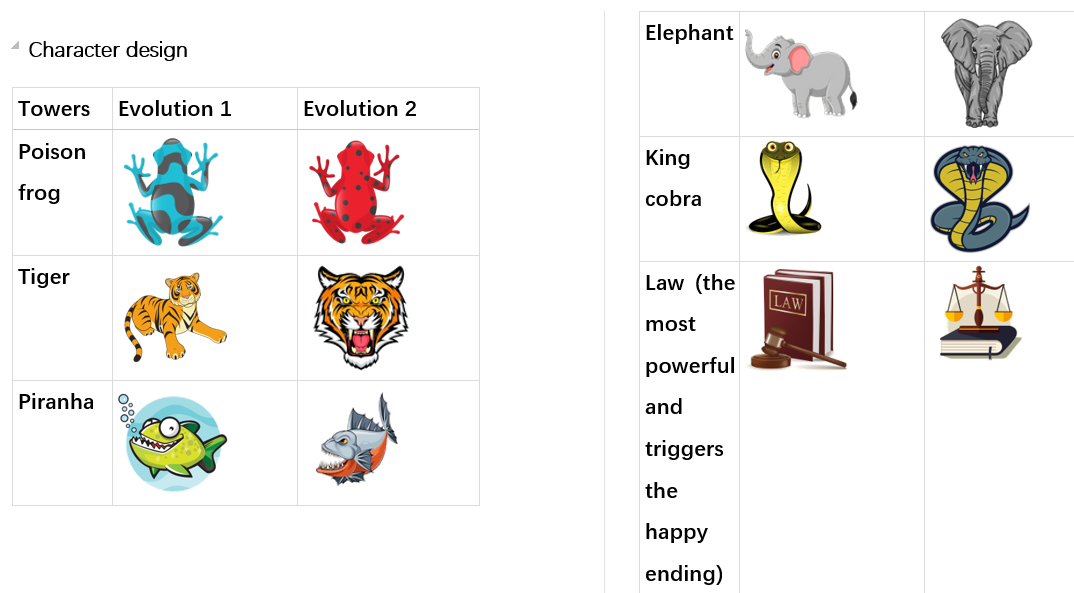 Character design
Towers Evolution 1 Evolution 2
Poison
frog
Tiger
Piranha
Elephant
King
cobra
Law (the
most
powerful
and
triggers
the
happy
ending)
LAW